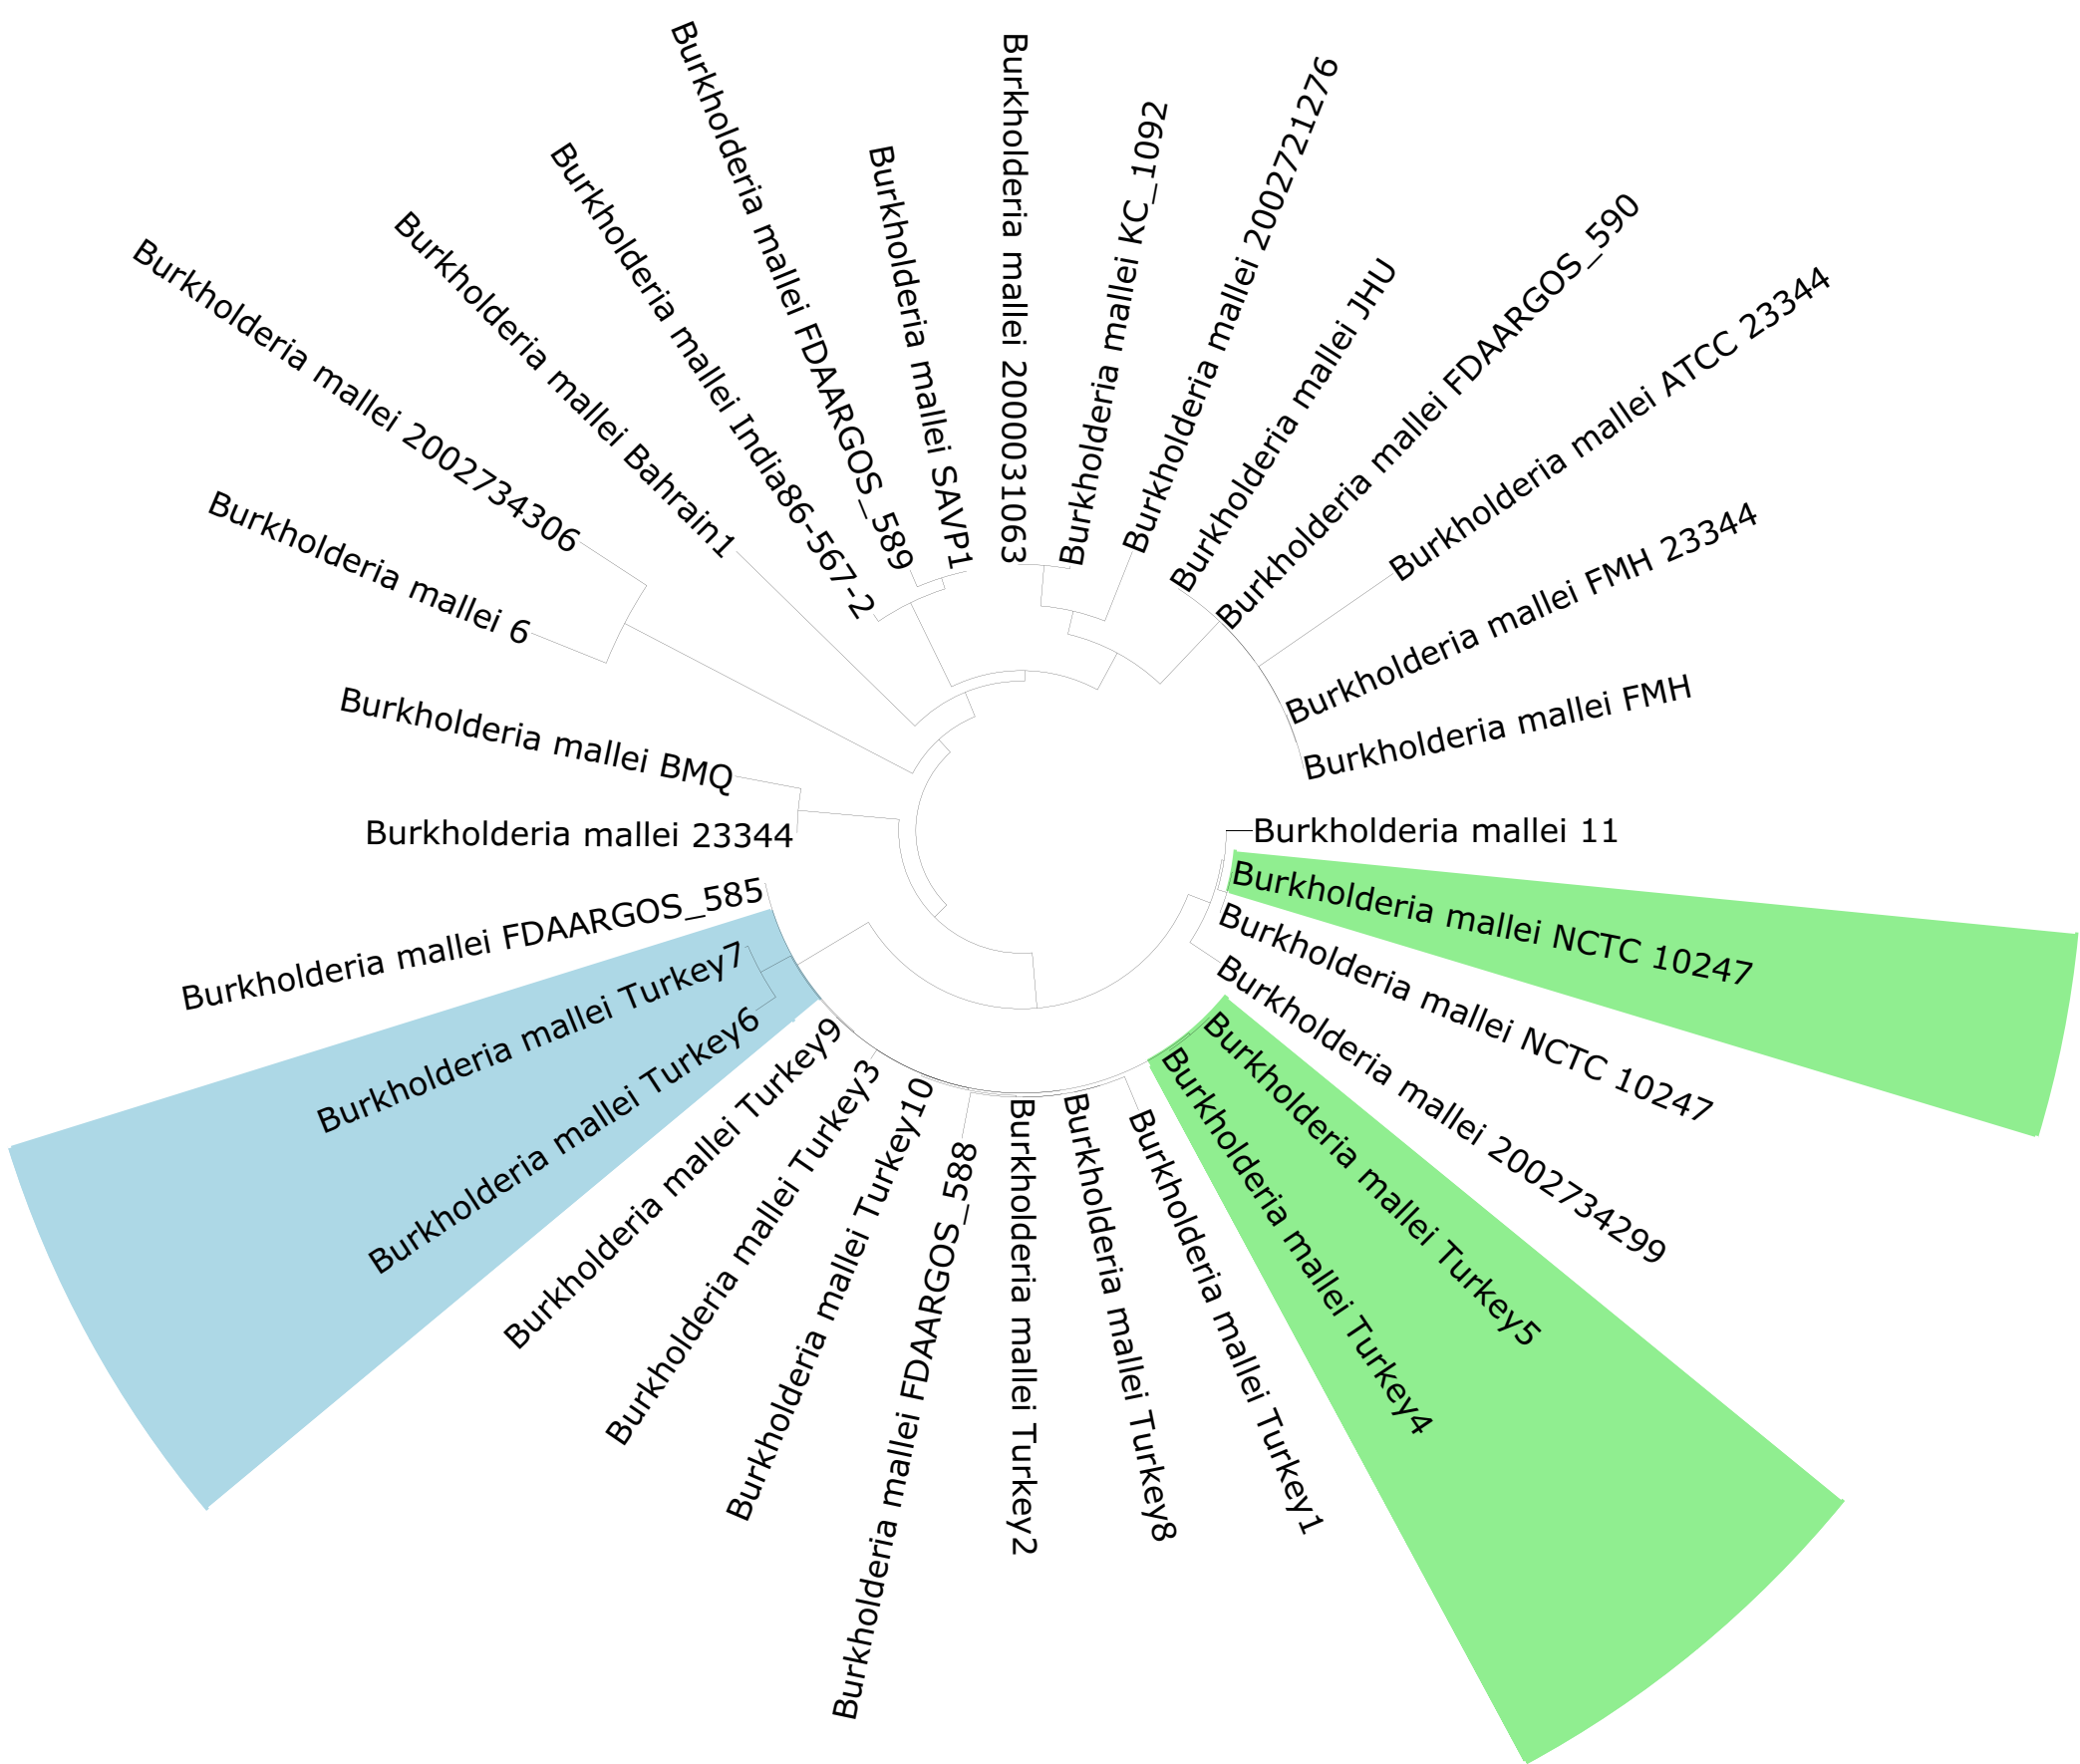 Burkholderia mallei FDAARGOS_589
Burkholderia mallei SAVP1
Burkholderia mallei 2000031063
Burkholderia mallei KC_1092
Burkholderia mallei 2002721276
Burkholderia mallei JHU
Burkholderia mallei FDAARGOS_590
Burkholderia mallei ATCC 23344
Burkholderia mallei FMH 23344
Burkholderia mallei FMH
Burkholderia mallei 11
Burkholderia mallei NCTC 10247
Burkholderia mallei NCTC 10247
Burkholderia mallei 2002734299
Burkholderia mallei Turkey5
Burkholderia mallei Turkey4
Burkholderia mallei Turkey1
Burkholderia mallei Turkey8
Burkholderia mallei Turkey2
Burkholderia mallei FDAARGOS_588
Burkholderia mallei Turkey10
Burkholderia mallei Turkey3
Burkholderia mallei Turkey9
Burkholderia mallei Turkey6
Burkholderia mallei Turkey7
Burkholderia mallei FDAARGOS_585
Burkholderia mallei 23344
Burkholderia mallei BMQ
Burkholderia mallei 6
Burkholderia mallei 2002734306
Burkholderia mallei Bahrain1
Burkholderia mallei India86-567-2